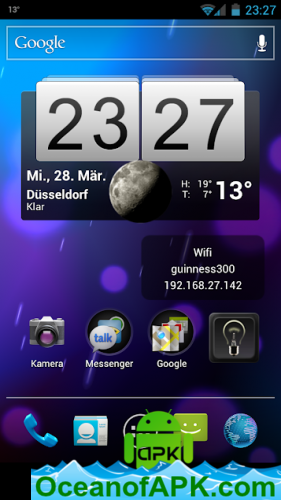 13°
23:27
Google
23 27
Mi., 28. Mär.
Düsseldorf
Klar
H: 19°
T: 7°
13°
Wifi
guinness300
192.168.27.142
talk
Kamera
Messenger
Google
apk
OceanofAPK.com